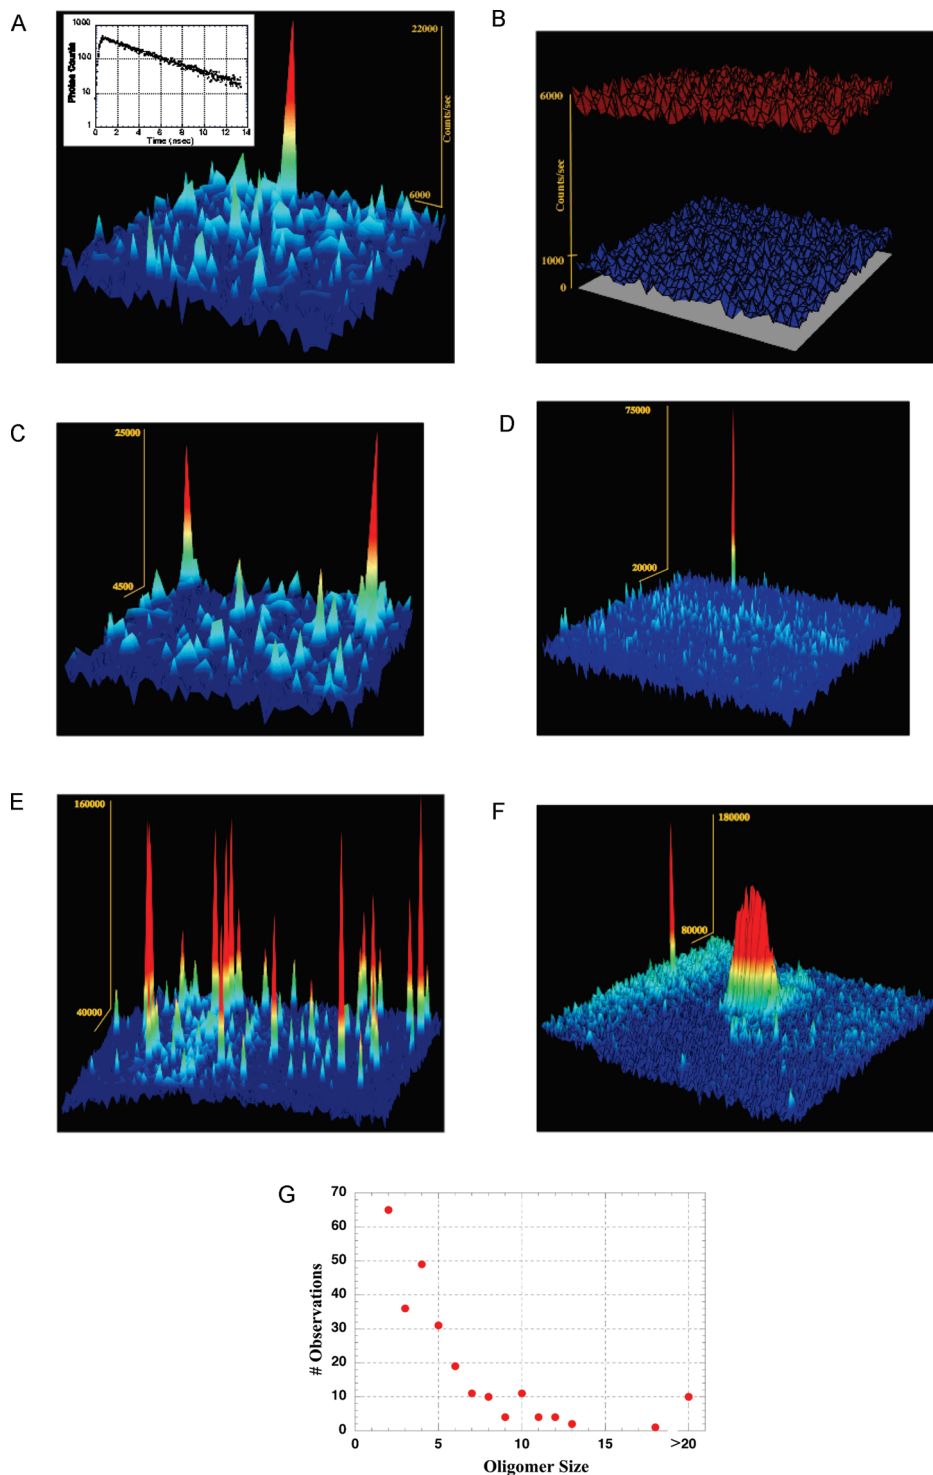 A
1000
100
10
1
Photon Counts
0 2 4 6 8 10 12 14
Time (nsec)
22000
Counts/sec
6000
B
6000
Counts/sec
1000
0
C
25000
4500
D
75000
20000
E
160000
40000
F
180000
80000
G
70
60
50
40
30
20
10
0
# Observations
0 5 10 15 >20
Oligomer Size